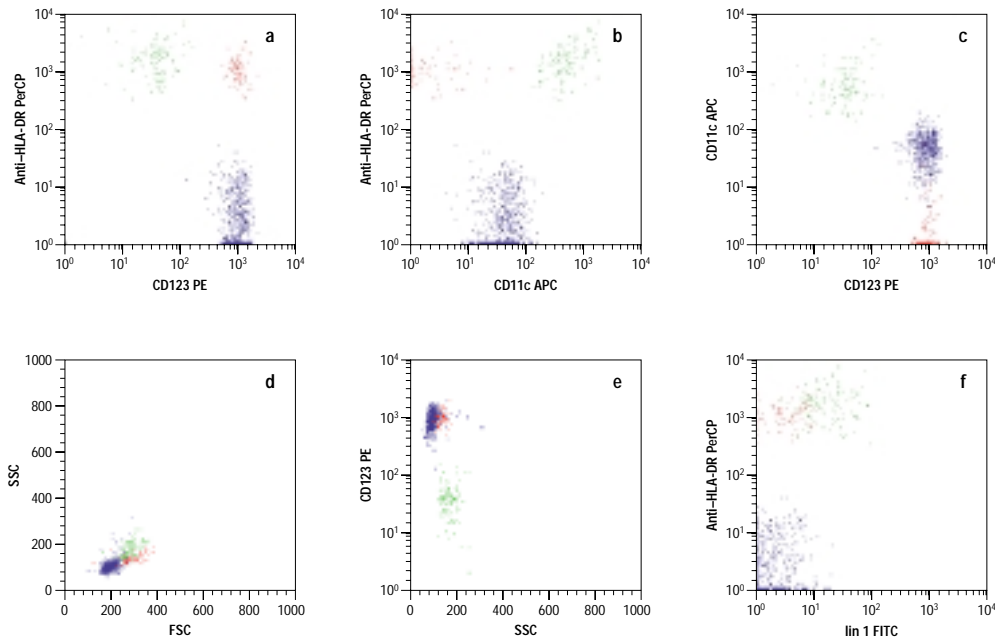 a
Anti–HLA-DR PerCP
10⁴
10³
10²
10¹
10⁰
10⁰ 10¹ 10² 10³ 10⁴
CD123 PE
b
Anti–HLA-DR PerCP
10⁴
10³
10²
10¹
10⁰
10⁰ 10¹ 10² 10³ 10⁴
CD11c APC
c
CD11c APC
10⁴
10³
10²
10¹
10⁰
10⁰ 10¹ 10² 10³ 10⁴
CD123 PE
d
SSC
1000
800
600
400
200
0
0 200 400 600 800 1000
FSC
e
CD123 PE
10⁴
10³
10²
10¹
10⁰
0 200 400 600 800 1000
SSC
f
Anti–HLA-DR PerCP
10⁴
10³
10²
10¹
10⁰
10⁰ 10¹ 10² 10³ 10⁴
lin 1 FITC